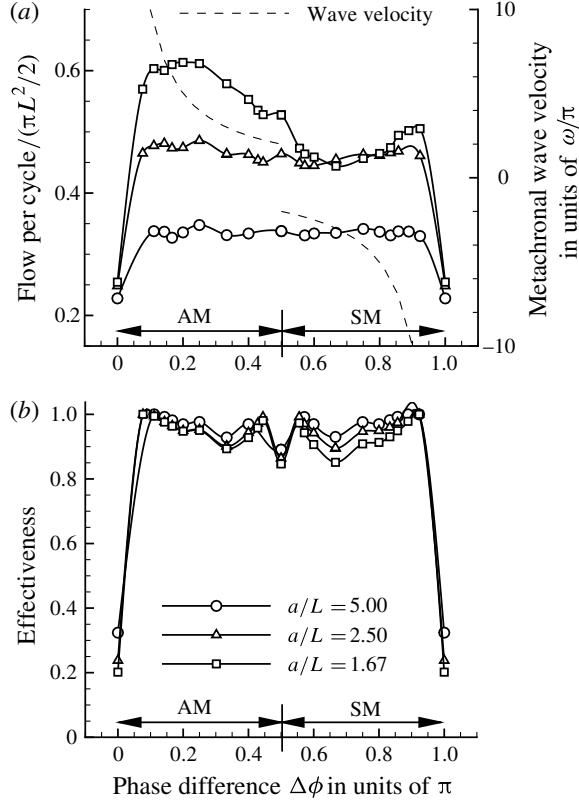 (a)
Wave velocity
Flow per cycle/(πL²/2)
0.6
0.4
0.2
10
0
−10
Metachronal wave velocity
in units of ω/π
AM
SM
0
0.2
0.4
0.6
0.8
1.0
(b)
Effectiveness
1.0
0.8
0.6
0.4
0.2
0
a/L = 5.00
a/L = 2.50
a/L = 1.67
AM
SM
0
0.2
0.4
0.6
0.8
1.0
Phase difference Δϕ in units of π